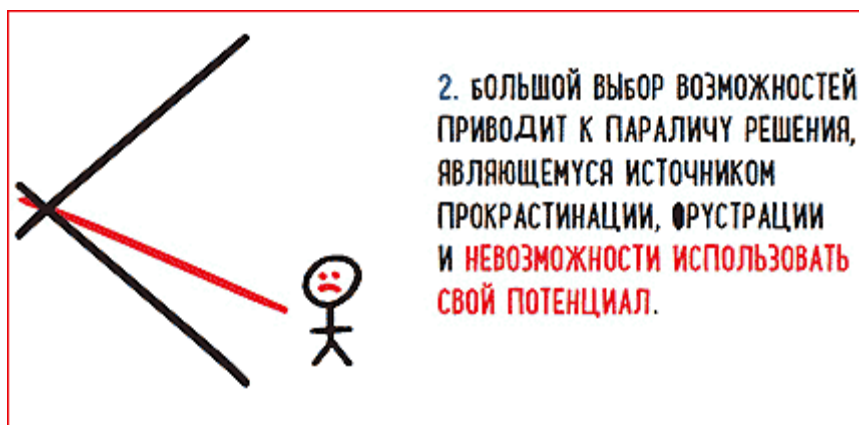 2. БОЛЬШОЙ ВЫБОР ВОЗМОЖНОСТЕЙ
ПРИВОДИТ К ПАРАЛИЧУ РЕШЕНИЯ,
ЯВЛЯЮЩЕМУСЯ ИСТОЧНИКОМ
ПРОКРАСТИНАЦИИ, ФРУСТРАЦИИ
И НЕВОЗМОЖНОСТИ ИСПОЛЬЗОВАТЬ
СВОЙ ПОТЕНЦИАЛ.